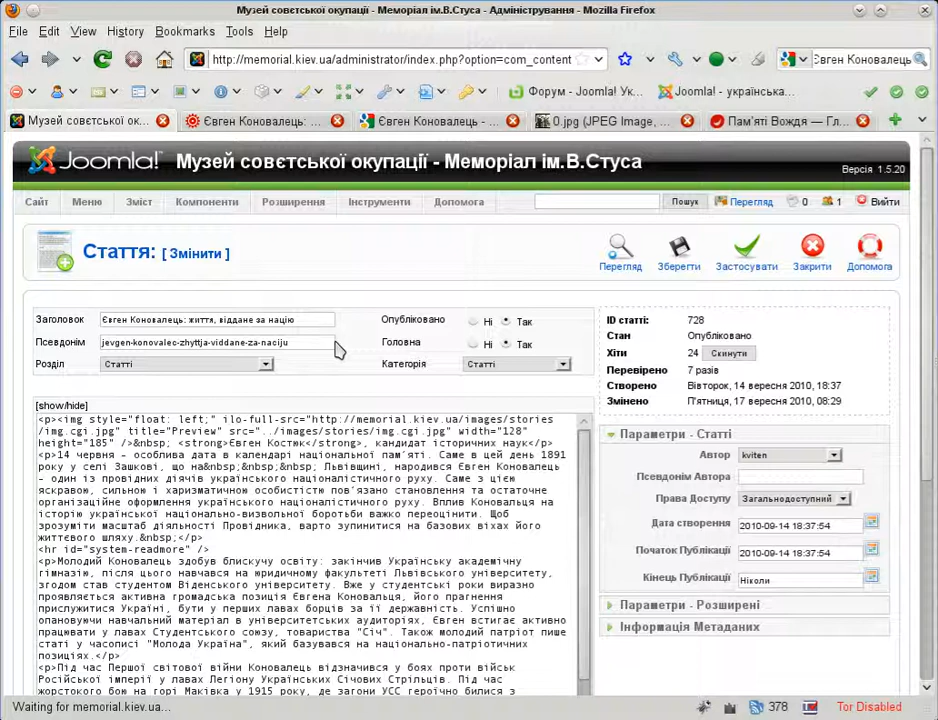 Музей совєтської окупації - Меморіал ім.В.Стуса - Адміністрування - Mozilla Firefox
File Edit View History Bookmarks Tools Help
http://memorial.kiev.ua/administrator/index.php?option=com_content
Євген Коновалець
Форум - Joomla! Ук...
Joomla! - українська...
Музей совєтської ок...
Євген Коновалець: ...
Євген Коновалець - ...
0.jpg (JPEG Image, ...
Пам'яті Вождя — Гл...
Joomla!
Музей совєтської окупації - Меморіал ім.В.Стуса
Версія 1.5.20
Сайт Меню Зміст Компоненти Розширення Інструменти Допомога
Пошук Перегляд 0 1 Вийти
Стаття: [ Змінити ]
Перегляд Зберегти Застосувати Закрити Допомога
Заголовок Євген Коновалець: життя, віддане за націю Опубліковано Ні Так
Псевдонім jevgen-konovalec-zhyttja-viddane-za-naciju Головна Ні Так
Розділ Статті Категорія Статті
ID статті: 728
Стан Опубліковано
Хіти 24 Скинути
Перевірено 7 разів
Створено Вівторок, 14 вересня 2010, 18:37
Змінено П'ятниця, 17 вересня 2010, 08:29
[show/hide]
<p><img style="float: left;" ilo-full-src="http://memorial.kiev.ua/images/stories
/img.cgi.jpg" title="Preview" src="../images/stories/img.cgi.jpg" width="128"
height="185" />&nbsp; <strong>Євген Костюк</strong>, кандидат історичних наук</p>
<p>14 червня – особлива дата в календарі національної пам'яті. Саме в цей день 1891
року у селі Зашкові, що на&nbsp;&nbsp;&nbsp; Львівщині, народився Євген Коновалець
– один із провідних діячів українського національного руху. Саме з цією
яскравою, сильною і харизматичною особистістю пов'язано становлення та остаточне
організаційне оформлення українського націоналістичного руху. Вплив Коновальця на
історію української національно-визвольної боротьби важко переоцінити. Щоб
зрозуміти масштаб діяльності Провідника, варто зупинитися на базових віхах його
життєвого шляху.&nbsp;</p>
<hr id="system-readmore" />
<p>Молодий Коновалець здобув блискучу освіту: закінчив Українську академічну
гімназію, після цього навчався на юридичному факультеті Львівського університету,
згодом став студентом Віденського університету. Вже у студентські роки виразно
проявляється активна громадська позиція Євгена Коновальця, його прагнення
прислужитися Україні, бути у перших лавах борців за її державність. Успішно
опановуючи навчальний матеріал в університетських аудиторіях, Євген встигає активно
працювати у лавах Студентського союзу, товариства "Січ". Також молодий патріот пише
статі у часописі "Молода Україна", який базувався на національно-патріотичних
позиціях.</p>
<p>Під час Першої світової війни Коновалець відзначився у боях проти військ
Російської імперії у лавах Легіону Українських Січових Стрільців. Під час
жорстокого бою на горі Маківка у 1915 року, де загони УСС героїчно билися з
Параметри - Статті
Автор kviten
Псевдонім Автора
Права Доступу Загальнодоступний
Дата створення 2010-09-14 18:37:54
Початок Публікації 2010-09-14 18:37:54
Кінець Публікації Ніколи
Параметри - Розширені
Інформація Метаданих
Waiting for memorial.kiev.ua...
378
Tor Disabled